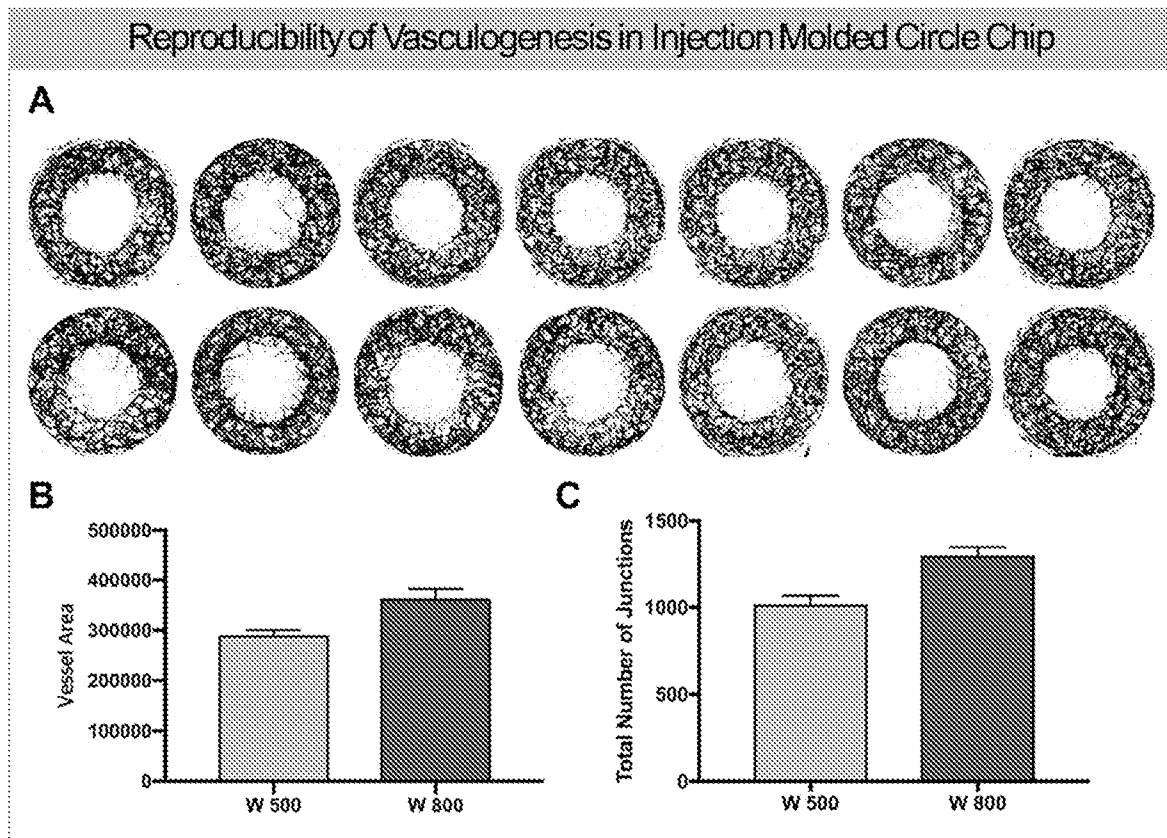 Reproducibility of Vasculogenesis in Injection Molded Circle Chip
A
B
Vessel Area
500000
400000
300000
200000
100000
0
W 500
W 800
C
Total Number of Junctions
1500
1000
500
0
W 500
W 800